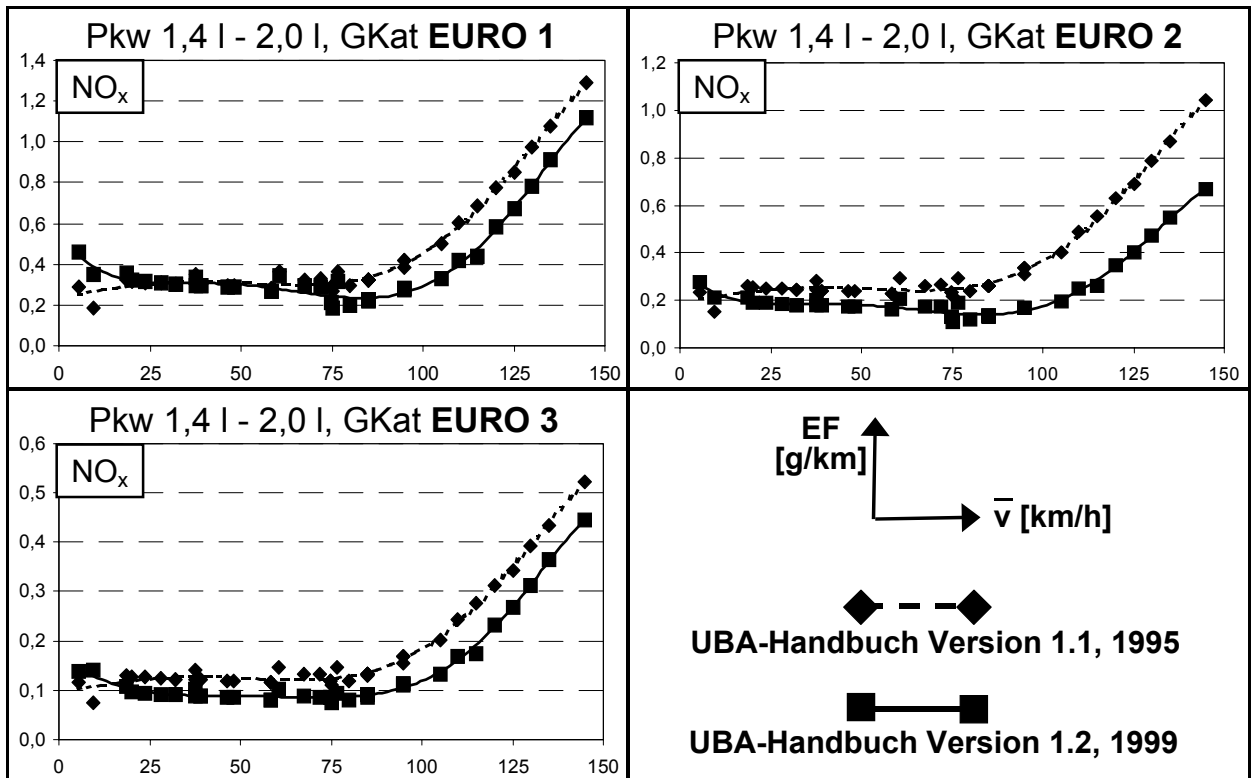 Pkw 1,4 l - 2,0 l, GKat EURO 1
NOx
1,4
1,2
1,0
0,8
0,6
0,4
0,2
0,0
0 25 50 75 100 125 150
Pkw 1,4 l - 2,0 l, GKat EURO 2
NOx
1,2
1,0
0,8
0,6
0,4
0,2
0,0
0 25 50 75 100 125 150
Pkw 1,4 l - 2,0 l, GKat EURO 3
NOx
0,6
0,5
0,4
0,3
0,2
0,1
0,0
0 25 50 75 100 125 150
EF
[g/km]
v̅ [km/h]
UBA-Handbuch Version 1.1, 1995
UBA-Handbuch Version 1.2, 1999